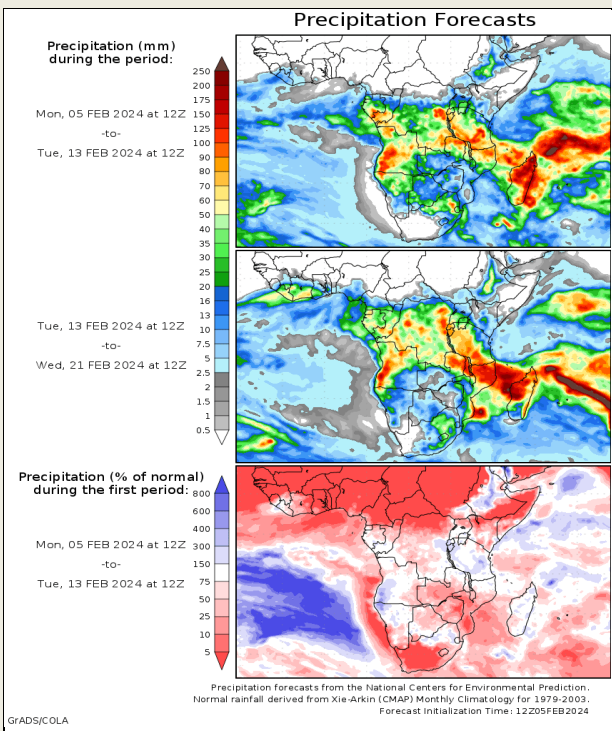 Precipitation Forecasts
Precipitation (mm)
during the period:
Mon, 05 FEB 2024 at 12Z
-to-
Tue, 13 FEB 2024 at 12Z
250
200
175
150
125
100
90
80
70
60
50
40
35
30
25
20
16
13
10
7.5
5
2.5
2
1.5
1
0.5
Tue, 13 FEB 2024 at 12Z
-to-
Wed, 21 FEB 2024 at 12Z
Precipitation (% of normal)
during the first period:
Mon, 05 FEB 2024 at 12Z
-to-
Tue, 13 FEB 2024 at 12Z
800
600
400
300
150
75
50
25
10
5
Precipitation forecasts from the National Centers for Environmental Prediction.
Normal rainfall derived from Xie-Arkin (CMAP) Monthly Climatology for 1979-2003.
Forecast Initialization Time: 12Z05FEB2024
GrADS/COLA